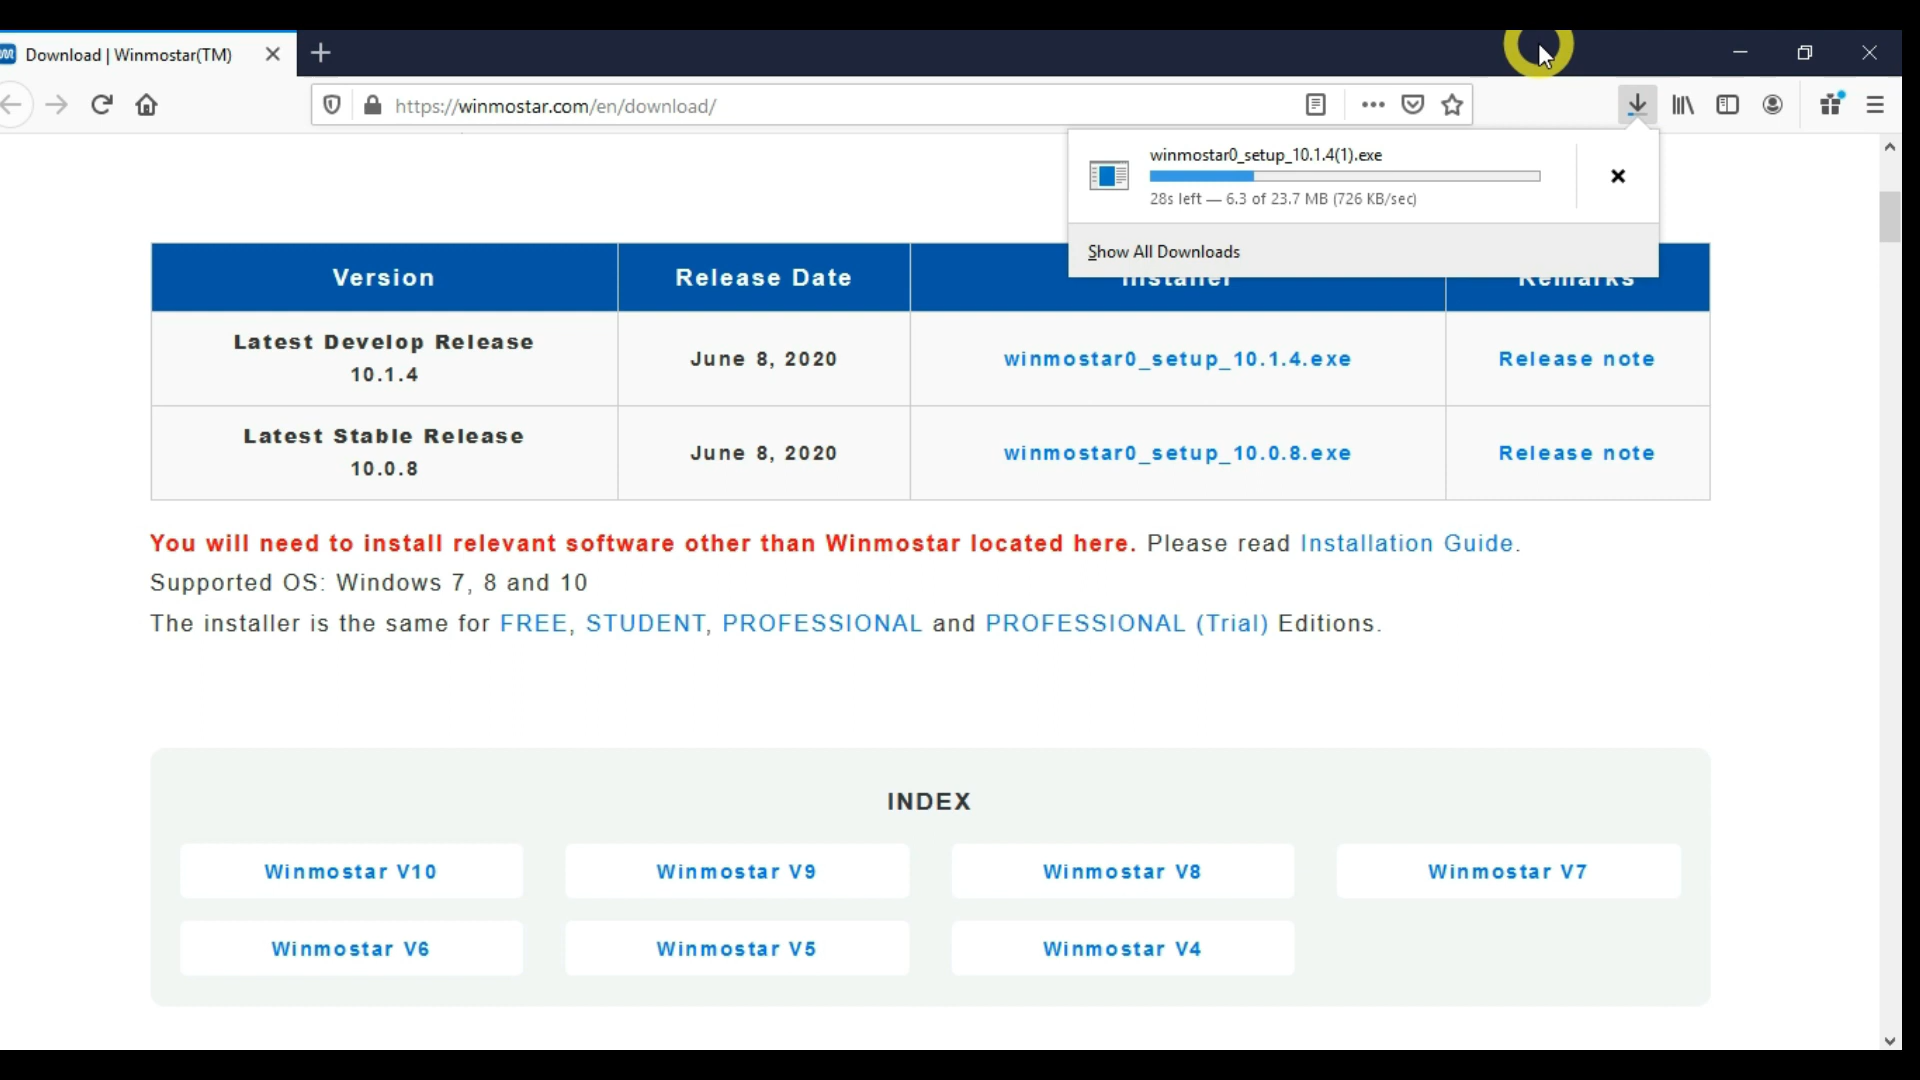 Download | Winmostar(TM)
https://winmostar.com/en/download/
winmostar0_setup_10.1.4(1).exe
28s left — 6.3 of 23.7 MB (726 KB/sec)
Show All Downloads
Version Release Date Installer Remarks
Latest Develop Release
10.1.4
June 8, 2020 winmostar0_setup_10.1.4.exe Release note
Latest Stable Release
10.0.8
June 8, 2020 winmostar0_setup_10.0.8.exe Release note
You will need to install relevant software other than Winmostar located here. Please read Installation Guide.
Supported OS: Windows 7, 8 and 10
The installer is the same for FREE, STUDENT, PROFESSIONAL and PROFESSIONAL (Trial) Editions.
INDEX
Winmostar V10 Winmostar V9 Winmostar V8 Winmostar V7
Winmostar V6 Winmostar V5 Winmostar V4